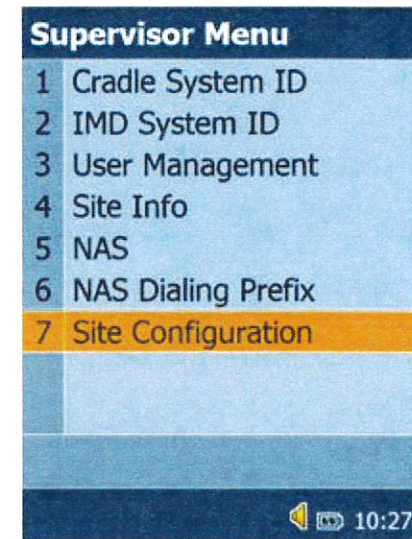 Supervisor Menu
1 Cradle System ID
2 IMD System ID
3 User Management
4 Site Info
5 NAS
6 NAS Dialing Prefix
7 Site Configuration
10:27